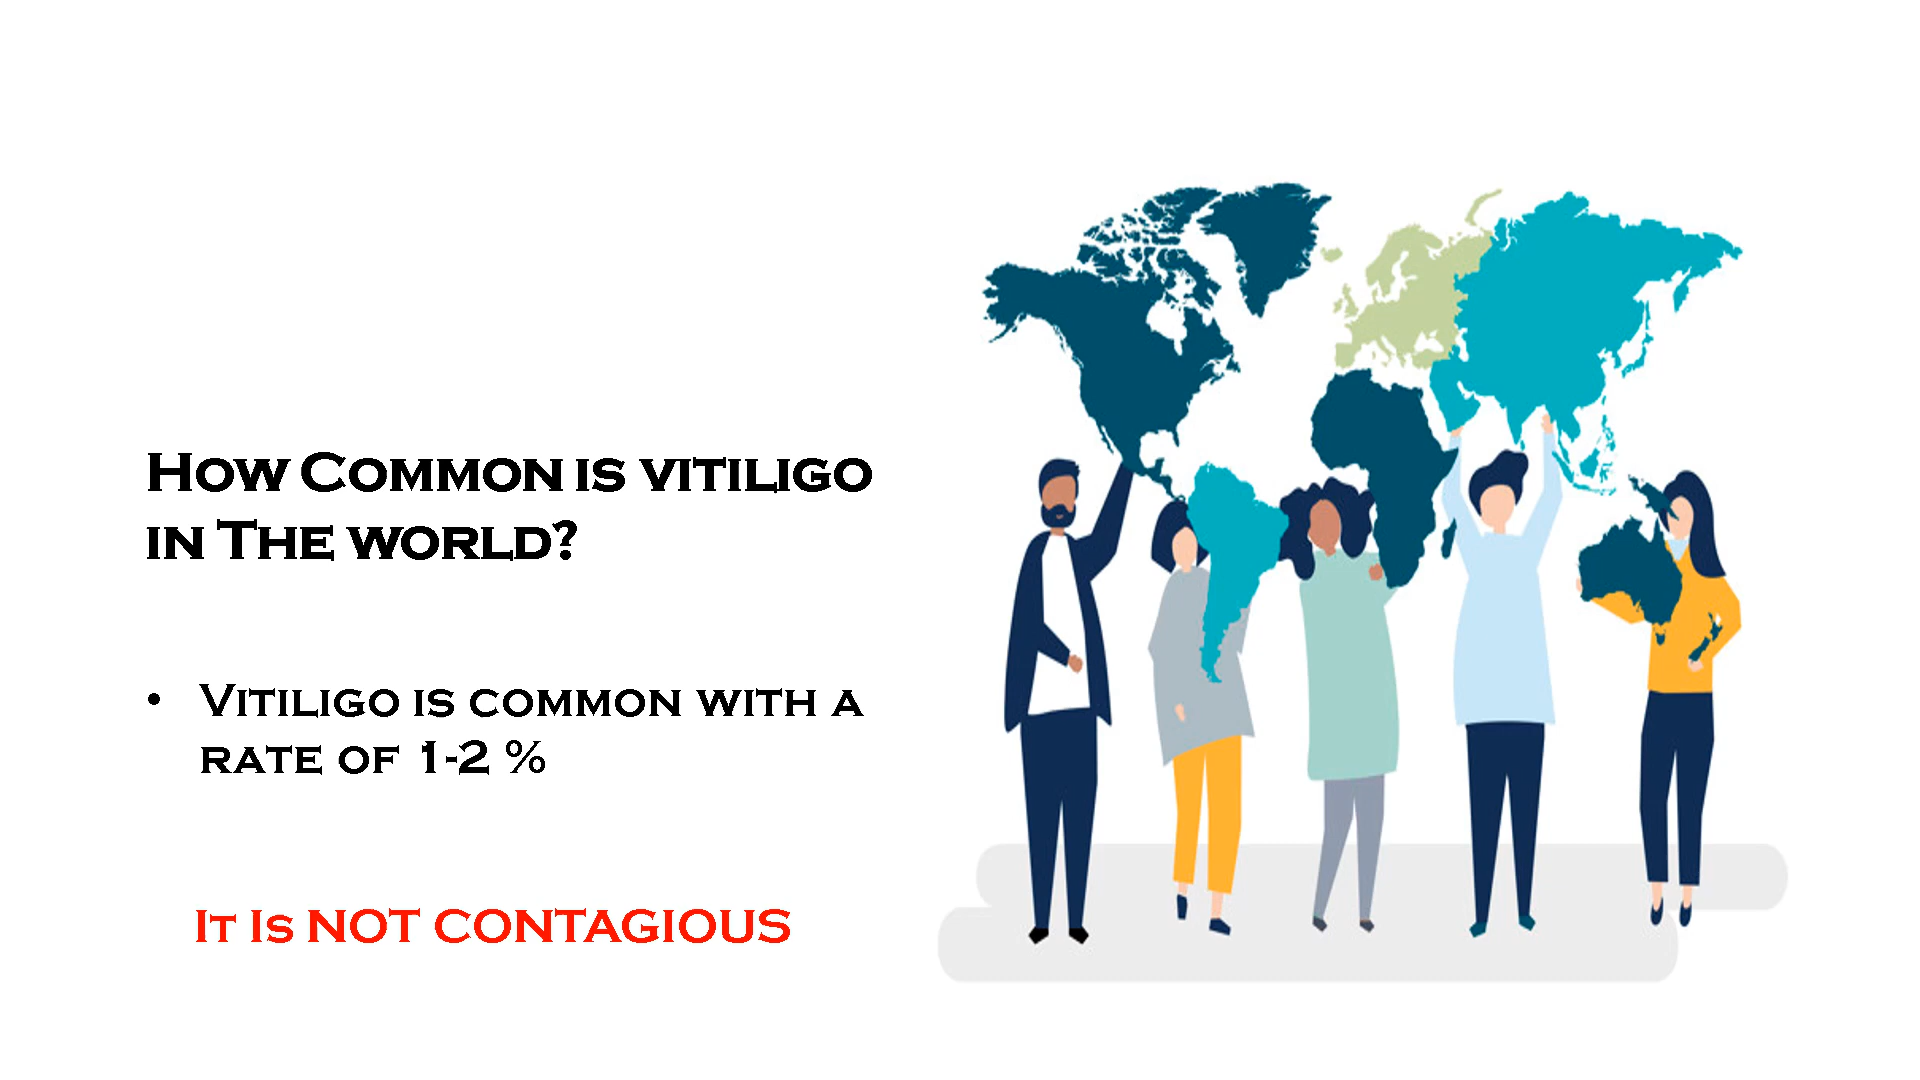 How Common is vitiligo
in The world?
• Vitiligo is common with a
rate of 1-2 %
It Is NOT CONTAGIOUS